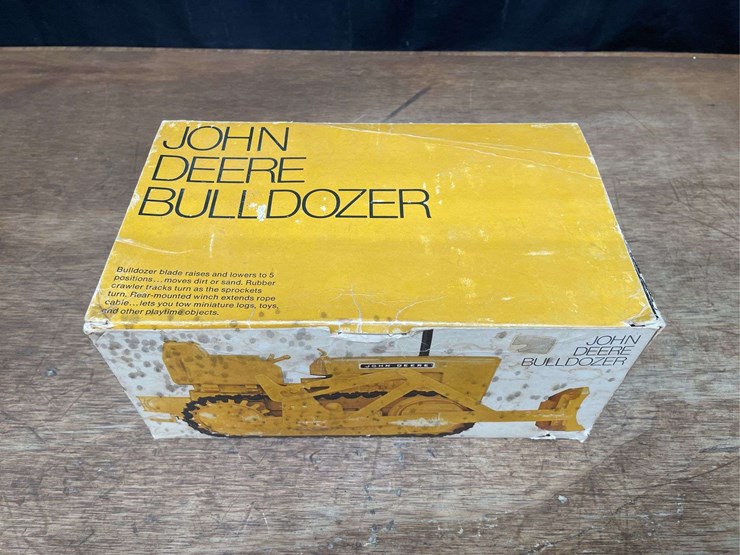 JOHN
DEERE
BULLDOZER
Bulldozer blade raises and lowers to 5
positions...moves dirt or sand. Rubber
crawler tracks turn as the sprockets
turn. Rear-mounted winch extends rope
cable...lets you tow miniature logs, toys,
and other playtime objects.
JOHN
DEERE
BULLDOZER
JOHN DEERE